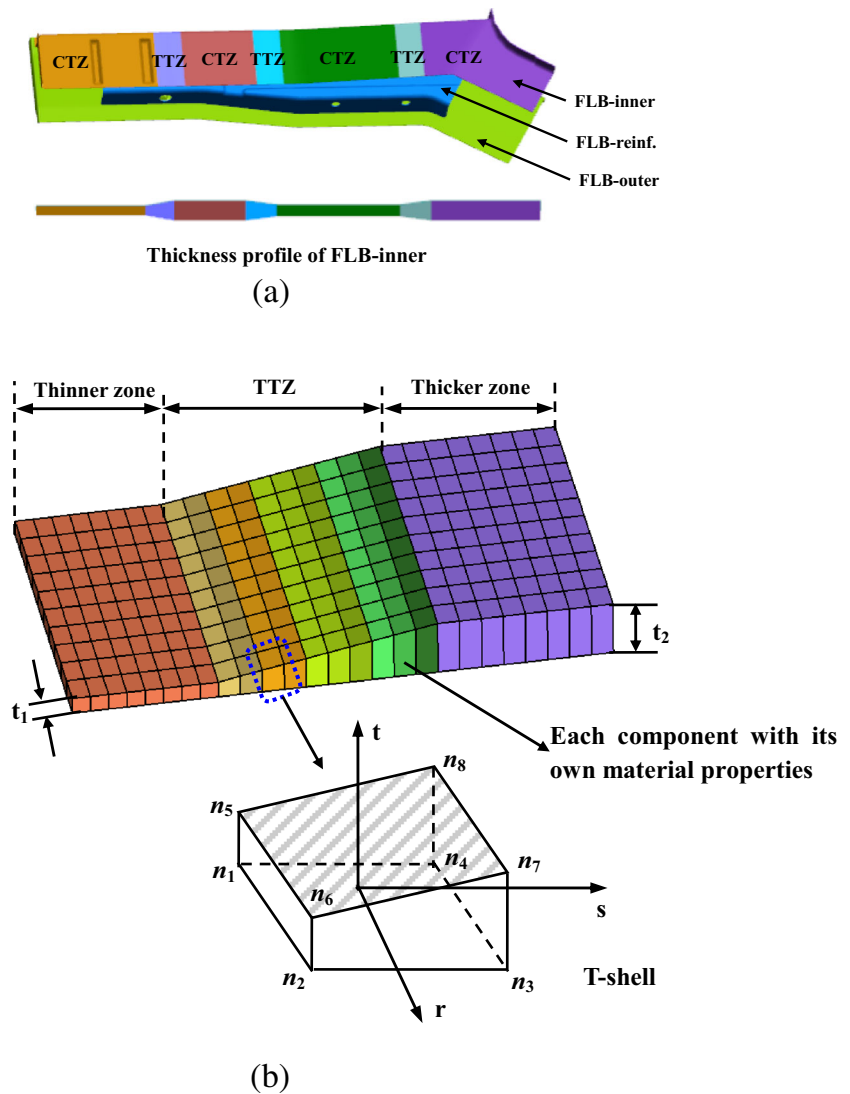 CTZ TTZ CTZ TTZ CTZ TTZ CTZ
FLB-inner
FLB-reinf.
FLB-outer
Thickness profile of FLB-inner
(a)
Thinner zone TTZ Thicker zone
t2
t1
Each component with its
own material properties
t
n8
n5
n4
n1 n7
n6
s
n2 n3 T-shell
r
(b)